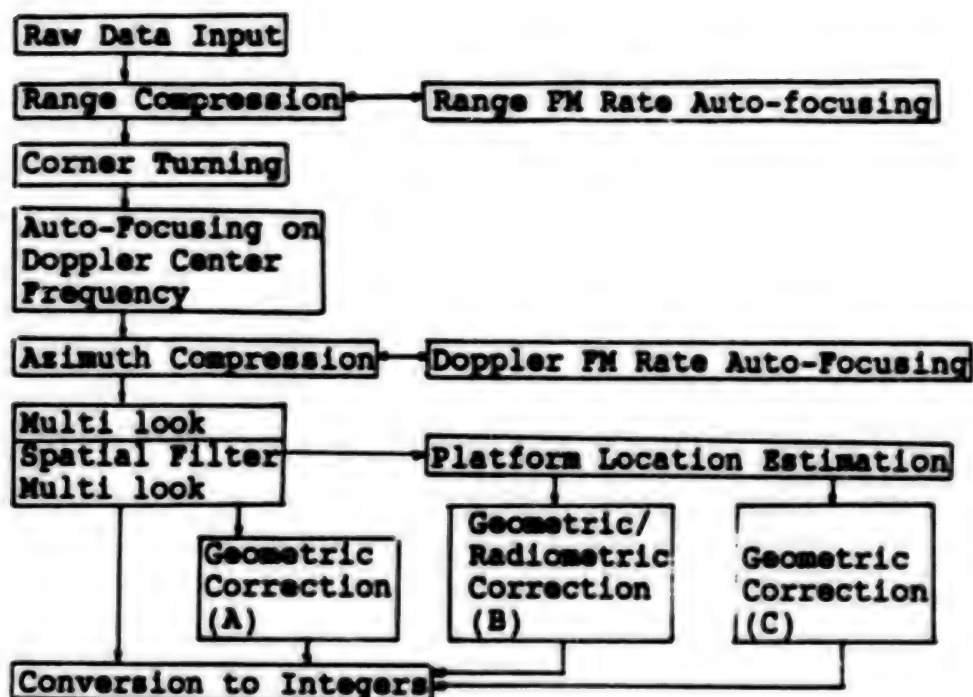 Raw Data Input
Range Compression
Range FM Rate Auto-focusing
Corner Turning
Auto-Focusing on
Doppler Center
Frequency
Azimuth Compression
Doppler FM Rate Auto-Focusing
Multi look
Spatial Filter
Multi look
Platform Location Estimation
Geometric
Correction
(A)
Geometric/
Radiometric
Correction
(B)
Geometric
Correction
(C)
Conversion to Integers